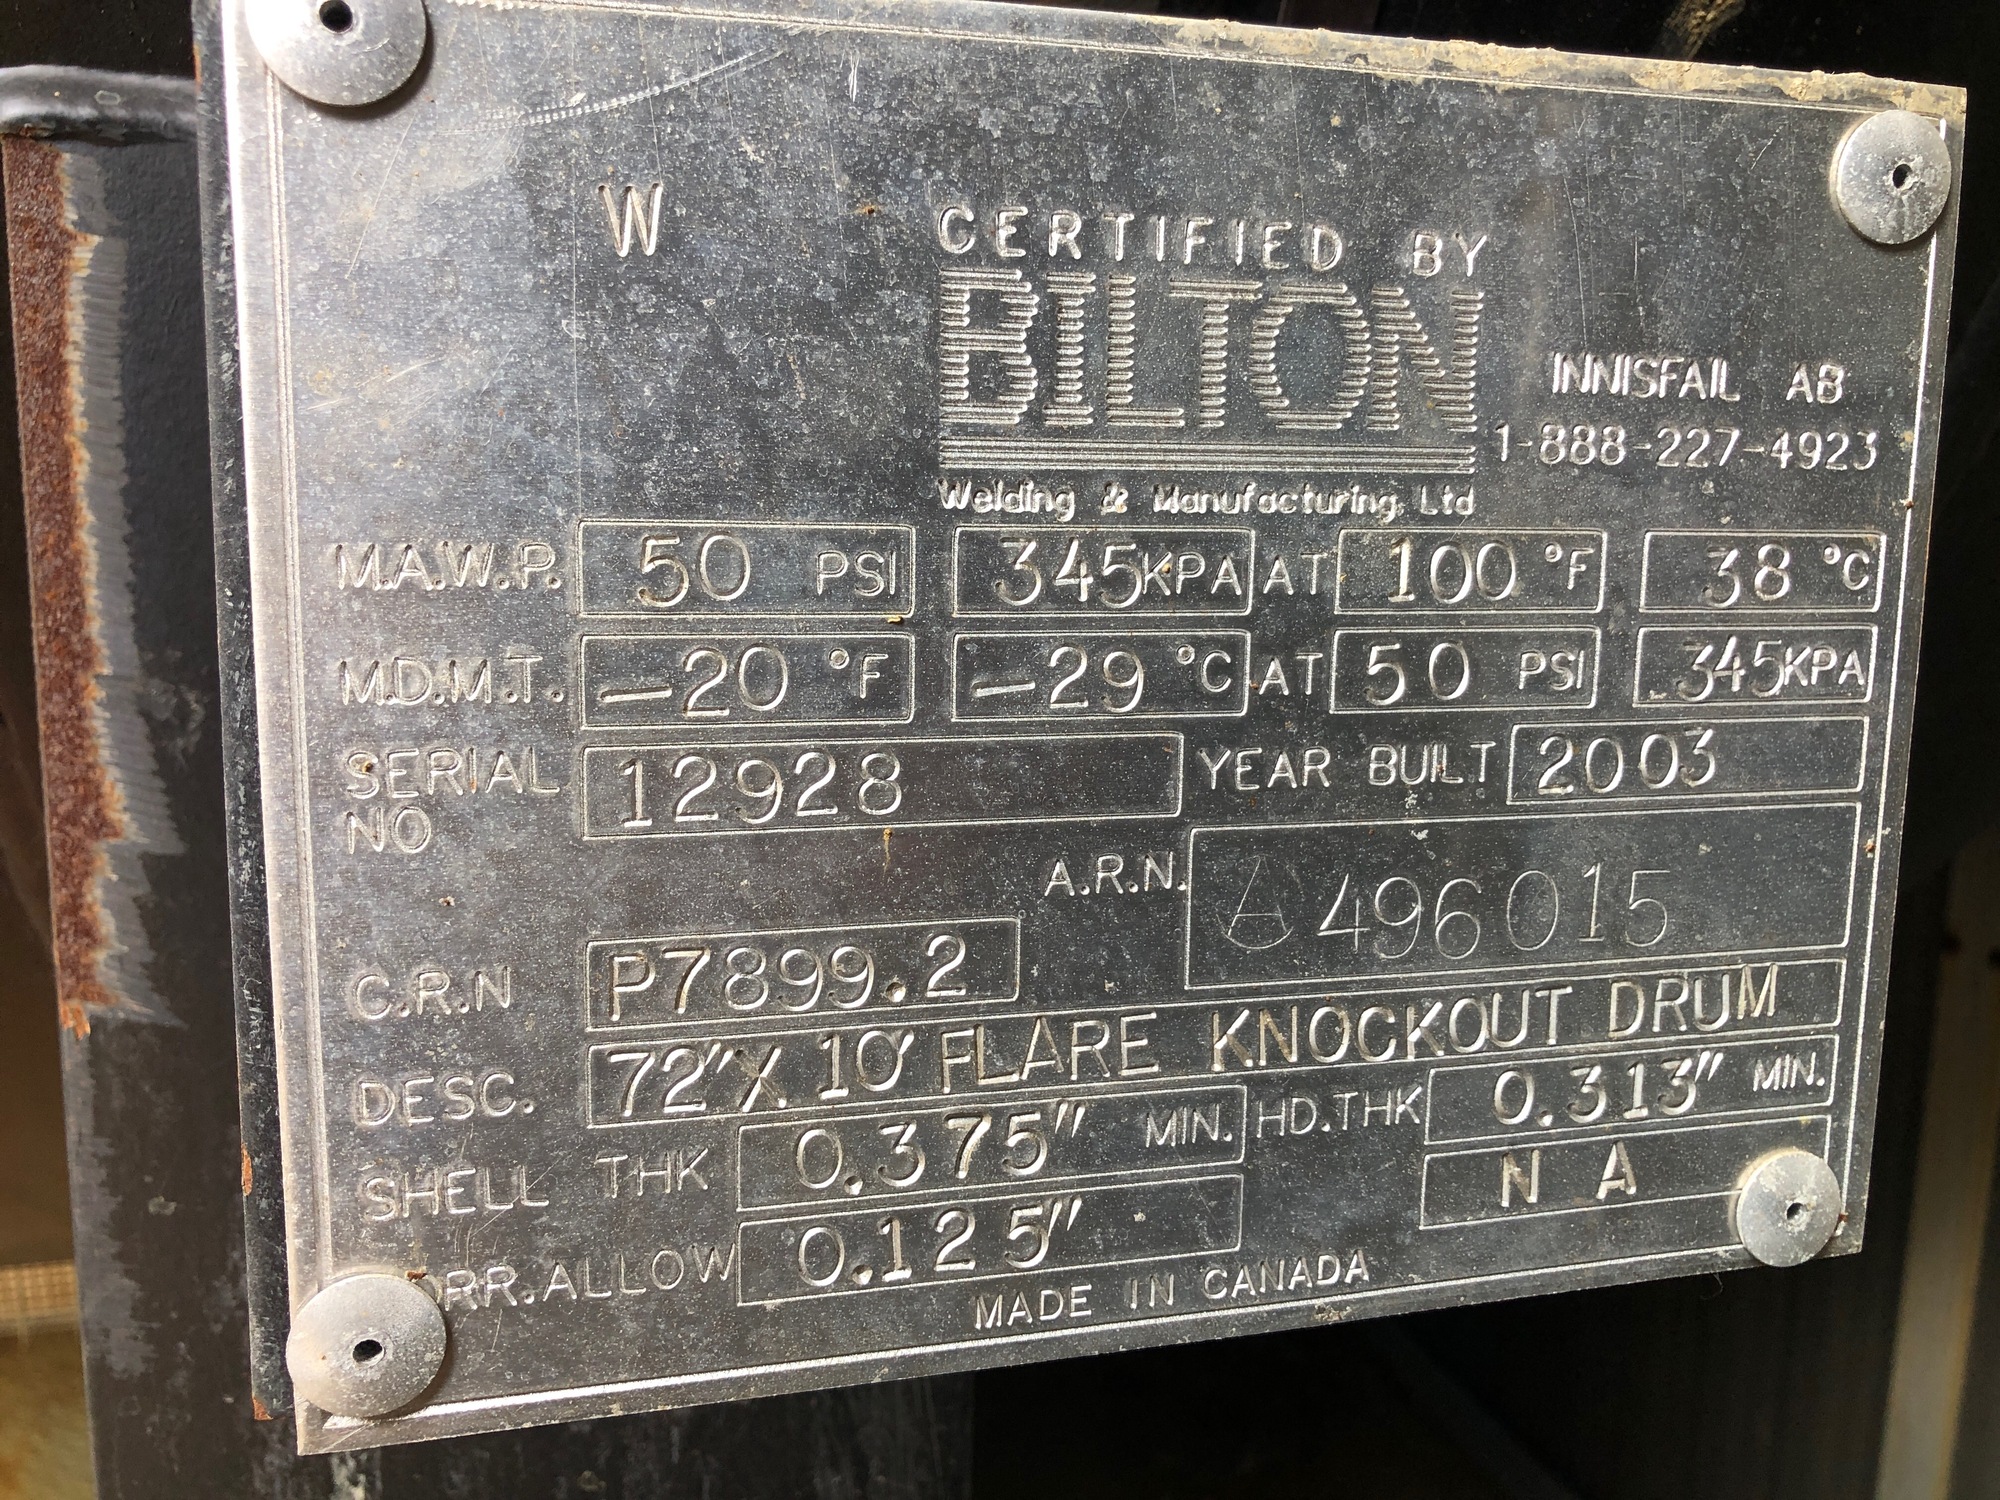 W
CERTIFIED BY
BILTON
INNISFAIL AB
1-888-227-4923
Welding & Manufacturing Ltd
M.A.W.P. 50 PSI 345 KPA AT 100 °F 38 °C
M.D.M.T. -20 °F -29 °C AT 50 PSI 345 KPA
SERIAL NO 12928 YEAR BUILT 2003
A.R.N. A 496015
C.R.N P7899.2
DESC. 72" X 10' FLARE KNOCKOUT DRUM
SHELL THK 0.375" MIN. HD.THK 0.313" MIN.
ORR.ALLOW 0.125" N A
MADE IN CANADA